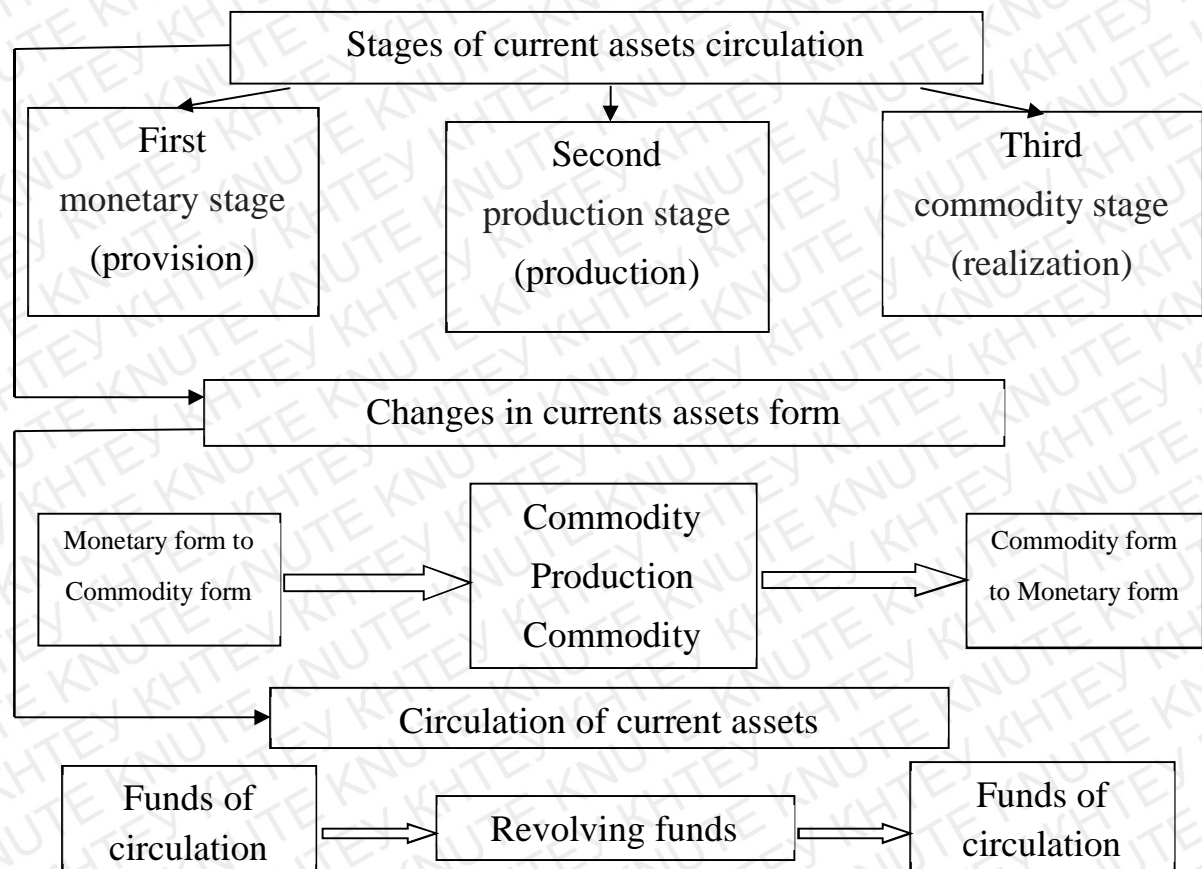 Stages of current assets circulation
First
monetary stage
(provision)
Second
production stage
(production)
Third
commodity stage
(realization)
Changes in currents assets form
Monetary form to
Commodity form
Commodity
Production
Commodity
Commodity form
to Monetary form
Circulation of current assets
Funds of
circulation
Revolving funds
Funds of
circulation
KNUTE КНТЕУ